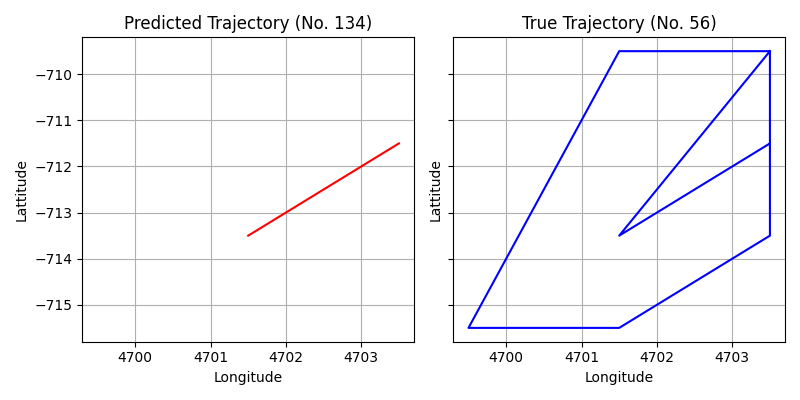 Predicted Trajectory (No. 134)
True Trajectory (No. 56)
−710
−711
−712
−713
−714
−715
Lattitude
Lattitude
4700 4701 4702 4703
4700 4701 4702 4703
Longitude
Longitude